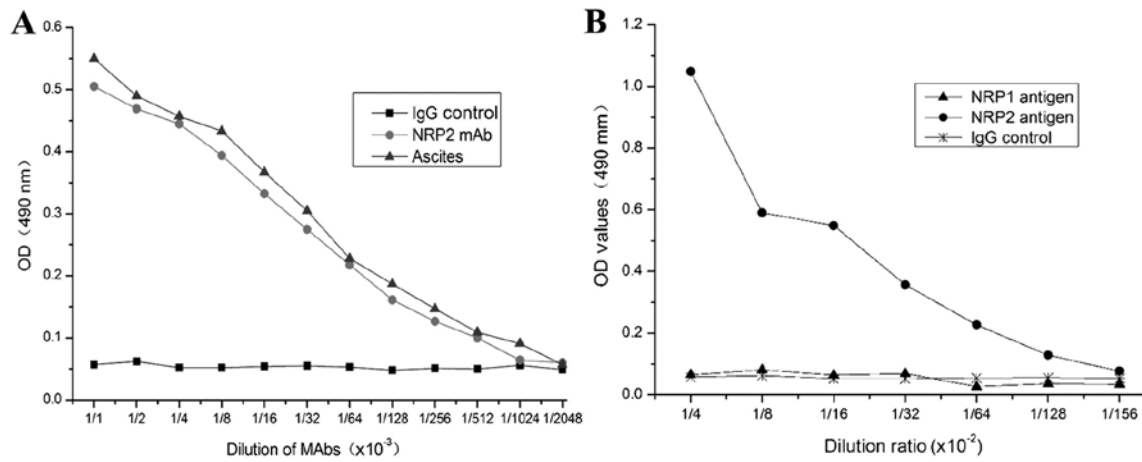 A
0.6
0.5
0.4
0.3
0.2
0.1
0.0
OD（490 nm）
IgG control
NRP2 mAb
Ascites
1/1 1/2 1/4 1/8 1/16 1/32 1/64 1/128 1/256 1/512 1/1024 1/2048
Dilution of MAbs（x10⁻³）
B
1.2
1.0
0.8
0.6
0.4
0.2
0.0
OD values（490 mm）
NRP1 antigen
NRP2 antigen
IgG control
1/4 1/8 1/16 1/32 1/64 1/128 1/156
Dilution ratio (x10⁻²)